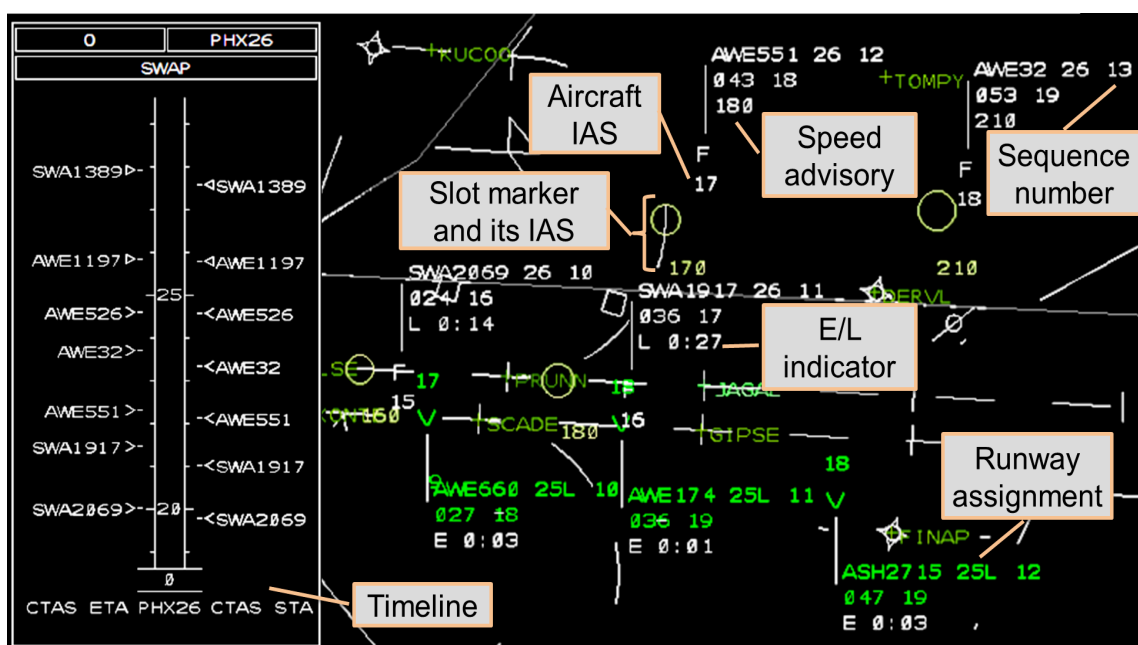 0 PHX26
SWAP
SWA1389
SWA1389
AWE1197
AWE1197
25
AWE526
AWE526
AWE32
AWE32
AWE551
AWE551
SWA1917
SWA1917
SWA2069
20
SWA2069
0
CTAS ETA PHX26 CTAS STA
Timeline
KUCOO
AWE551 26 12
043 18
180
TOMPY
AWE32 26 13
053 19
210
Aircraft
IAS
Speed
advisory
Sequence
number
F
17
F
18
Slot marker
and its IAS
170
210
DERVL
SWA2069 26 10
024 16
L 0:14
SWA1917 26 11
036 17
L 0:27
E/L
indicator
F
17
PRUNN
JAGAL
15
160
V
SCADE
180
V
16
GIPSE
18
V
Runway
assignment
9
AWE660 25L 10
027 18
E 0:03
AWE174 25L 11
036 19
E 0:01
FINAP
ASH2715 25L 12
047 19
E 0:03